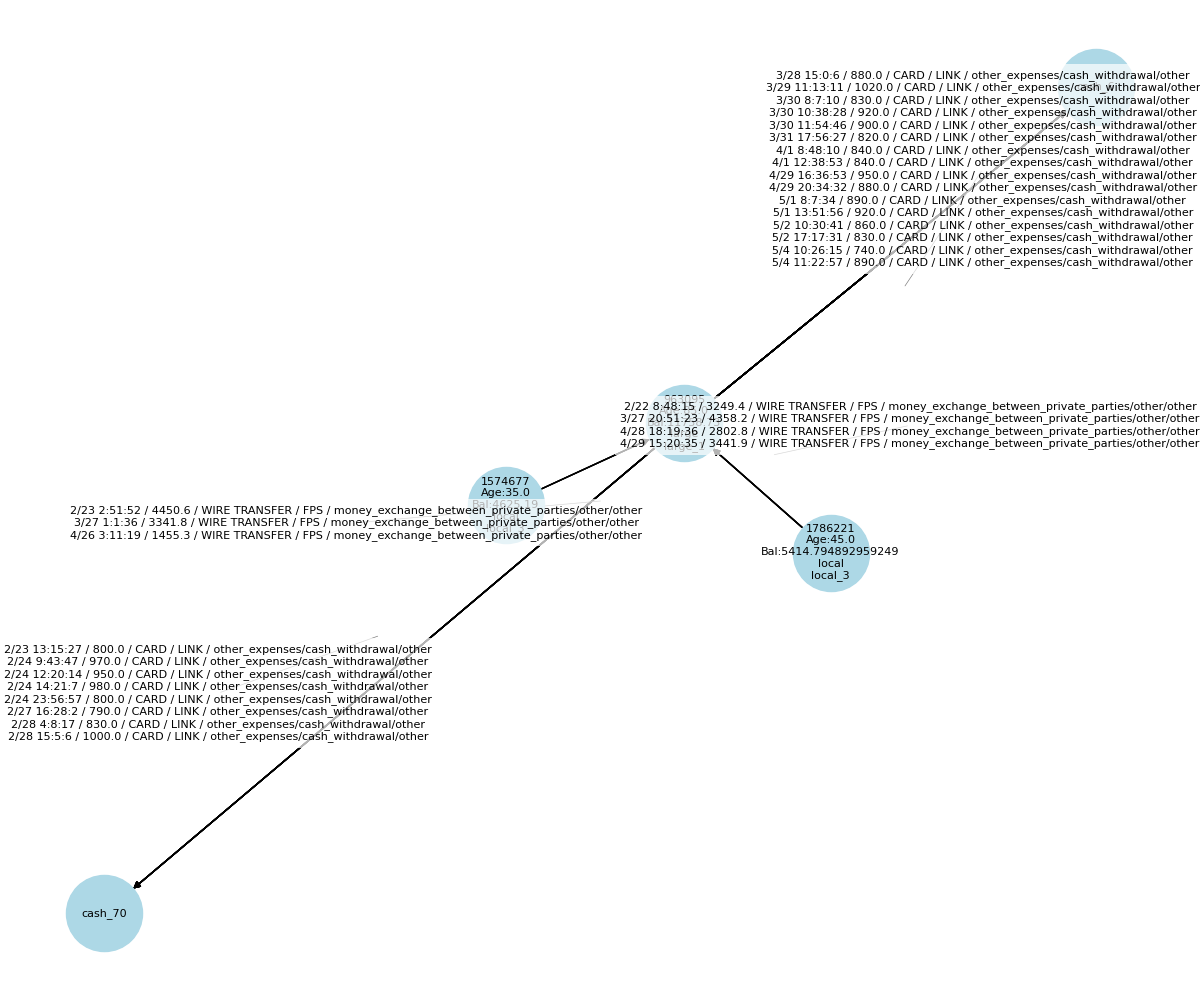 3/28 15:0:6 / 880.0 / CARD / LINK / other_expenses/cash_withdrawal/other
3/29 11:13:11 / 1020.0 / CARD / LINK / other_expenses/cash_withdrawal/other
3/30 8:7:10 / 830.0 / CARD / LINK / other_expenses/cash_withdrawal/other
3/30 10:38:28 / 920.0 / CARD / LINK / other_expenses/cash_withdrawal/other
3/30 11:54:46 / 900.0 / CARD / LINK / other_expenses/cash_withdrawal/other
3/31 17:56:27 / 820.0 / CARD / LINK / other_expenses/cash_withdrawal/other
4/1 8:48:10 / 840.0 / CARD / LINK / other_expenses/cash_withdrawal/other
4/1 12:38:53 / 840.0 / CARD / LINK / other_expenses/cash_withdrawal/other
4/29 16:36:53 / 950.0 / CARD / LINK / other_expenses/cash_withdrawal/other
4/29 20:34:32 / 880.0 / CARD / LINK / other_expenses/cash_withdrawal/other
5/1 8:7:34 / 890.0 / CARD / LINK / other_expenses/cash_withdrawal/other
5/1 13:51:56 / 920.0 / CARD / LINK / other_expenses/cash_withdrawal/other
5/2 10:30:41 / 860.0 / CARD / LINK / other_expenses/cash_withdrawal/other
5/2 17:17:31 / 830.0 / CARD / LINK / other_expenses/cash_withdrawal/other
5/4 10:26:15 / 740.0 / CARD / LINK / other_expenses/cash_withdrawal/other
5/4 11:22:57 / 890.0 / CARD / LINK / other_expenses/cash_withdrawal/other
2/22 8:48:15 / 3249.4 / WIRE TRANSFER / FPS / money_exchange_between_private_parties/other/other
3/27 20:51:23 / 4358.2 / WIRE TRANSFER / FPS / money_exchange_between_private_parties/other/other
4/28 18:19:36 / 2802.8 / WIRE TRANSFER / FPS / money_exchange_between_private_parties/other/other
4/29 15:20:35 / 3441.9 / WIRE TRANSFER / FPS / money_exchange_between_private_parties/other/other
1574677
Age:35.0
Bal:4625.19
2/23 2:51:52 / 4450.6 / WIRE TRANSFER / FPS / money_exchange_between_private_parties/other/other
3/27 1:1:36 / 3341.8 / WIRE TRANSFER / FPS / money_exchange_between_private_parties/other/other
4/26 3:11:19 / 1455.3 / WIRE TRANSFER / FPS / money_exchange_between_private_parties/other/other
1786221
Age:45.0
Bal:5414.794892959249
local
local_3
2/23 13:15:27 / 800.0 / CARD / LINK / other_expenses/cash_withdrawal/other
2/24 9:43:47 / 970.0 / CARD / LINK / other_expenses/cash_withdrawal/other
2/24 12:20:14 / 950.0 / CARD / LINK / other_expenses/cash_withdrawal/other
2/24 14:21:7 / 980.0 / CARD / LINK / other_expenses/cash_withdrawal/other
2/24 23:56:57 / 800.0 / CARD / LINK / other_expenses/cash_withdrawal/other
2/27 16:28:2 / 790.0 / CARD / LINK / other_expenses/cash_withdrawal/other
2/28 4:8:17 / 830.0 / CARD / LINK / other_expenses/cash_withdrawal/other
2/28 15:5:6 / 1000.0 / CARD / LINK / other_expenses/cash_withdrawal/other
cash_70